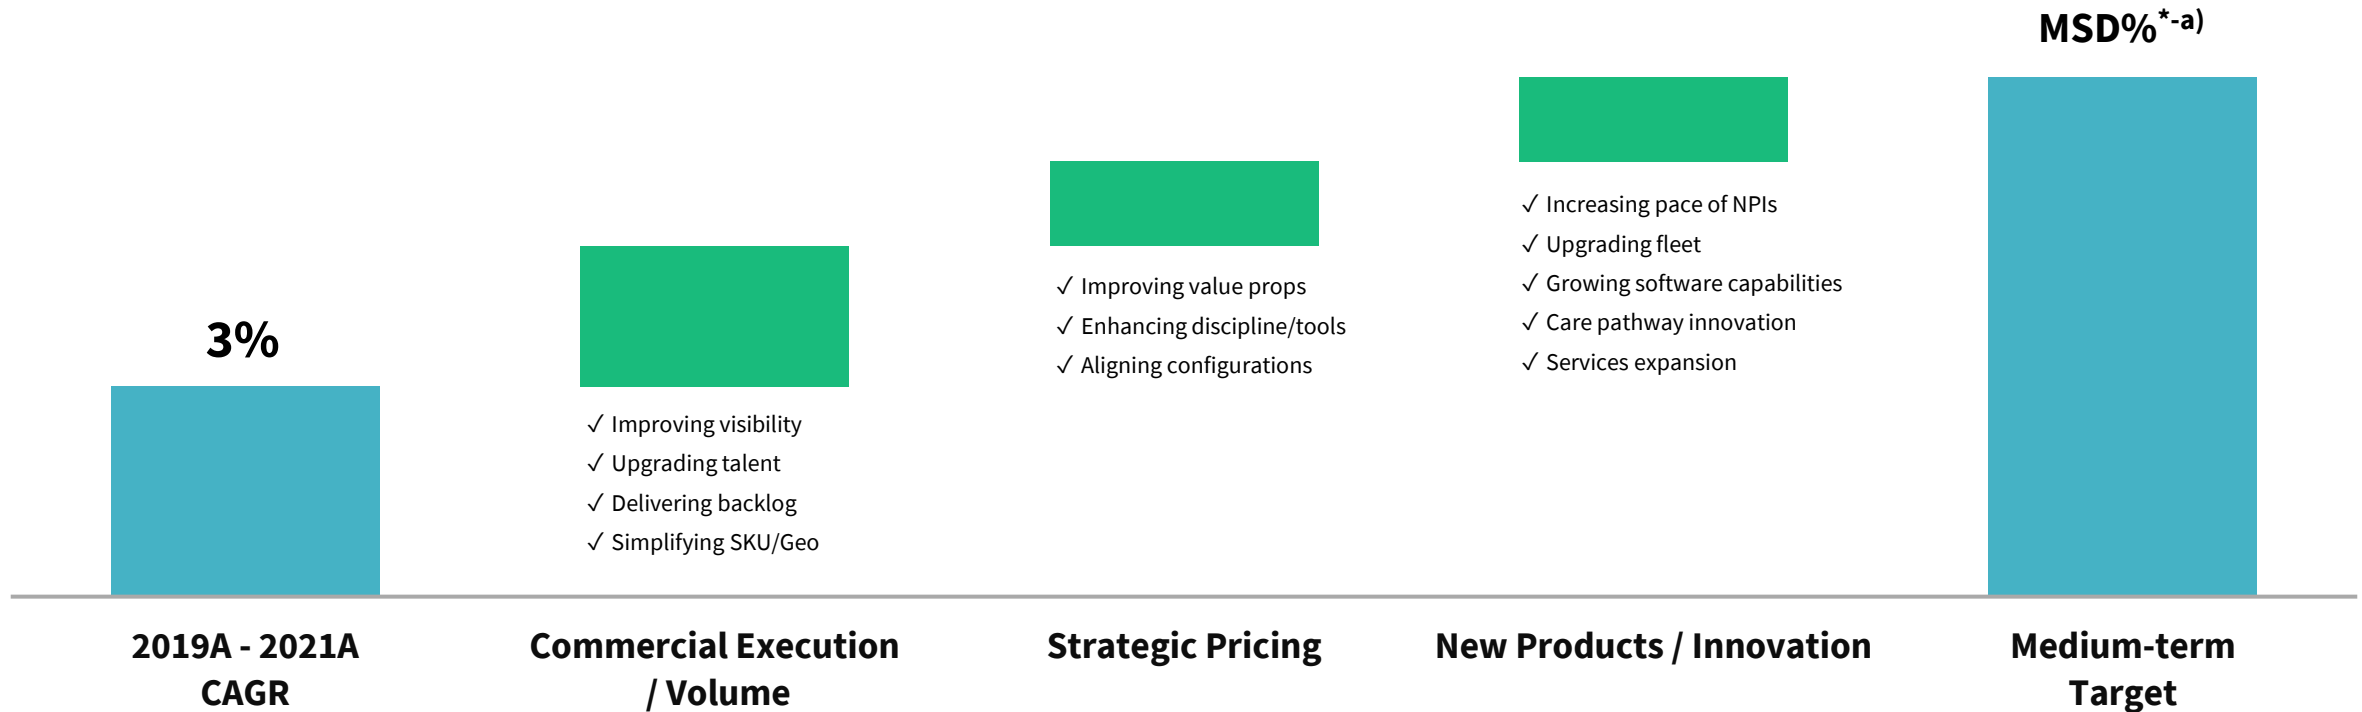 MSD%*-a)
3%
✓ Improving visibility
✓ Upgrading talent
✓ Delivering backlog
✓ Simplifying SKU/Geo
✓ Improving value props
✓ Enhancing discipline/tools
✓ Aligning configurations
✓ Increasing pace of NPIs
✓ Upgrading fleet
✓ Growing software capabilities
✓ Care pathway innovation
✓ Services expansion
2019A - 2021A
CAGR
Commercial Execution
/ Volume
Strategic Pricing
New Products / Innovation
Medium-term
Target